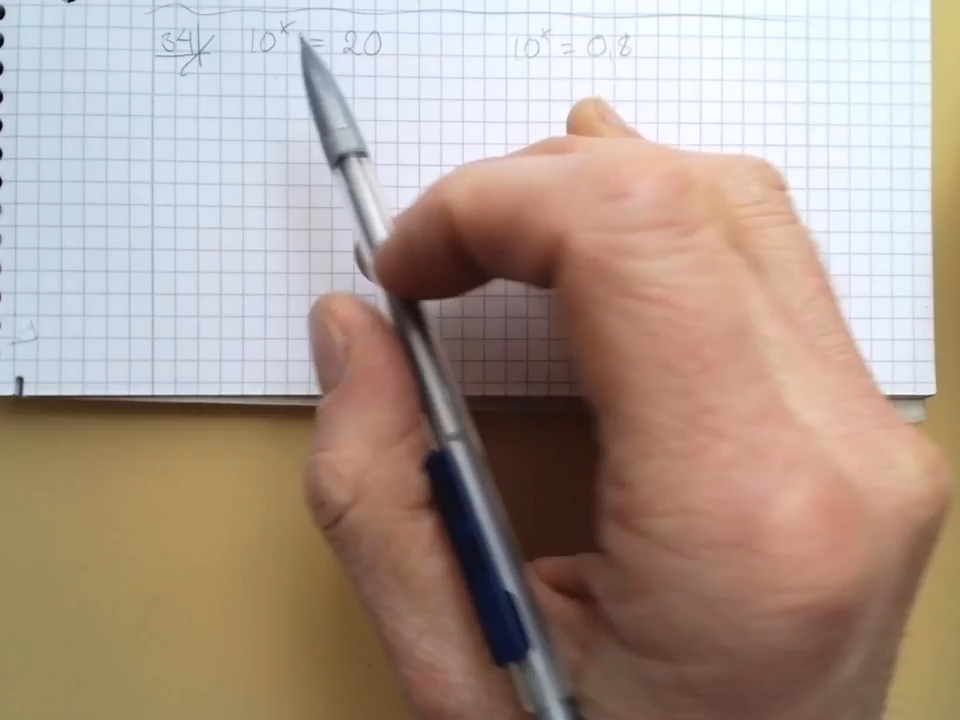 34/ 10ˣ = 20 10ˣ = 0,8